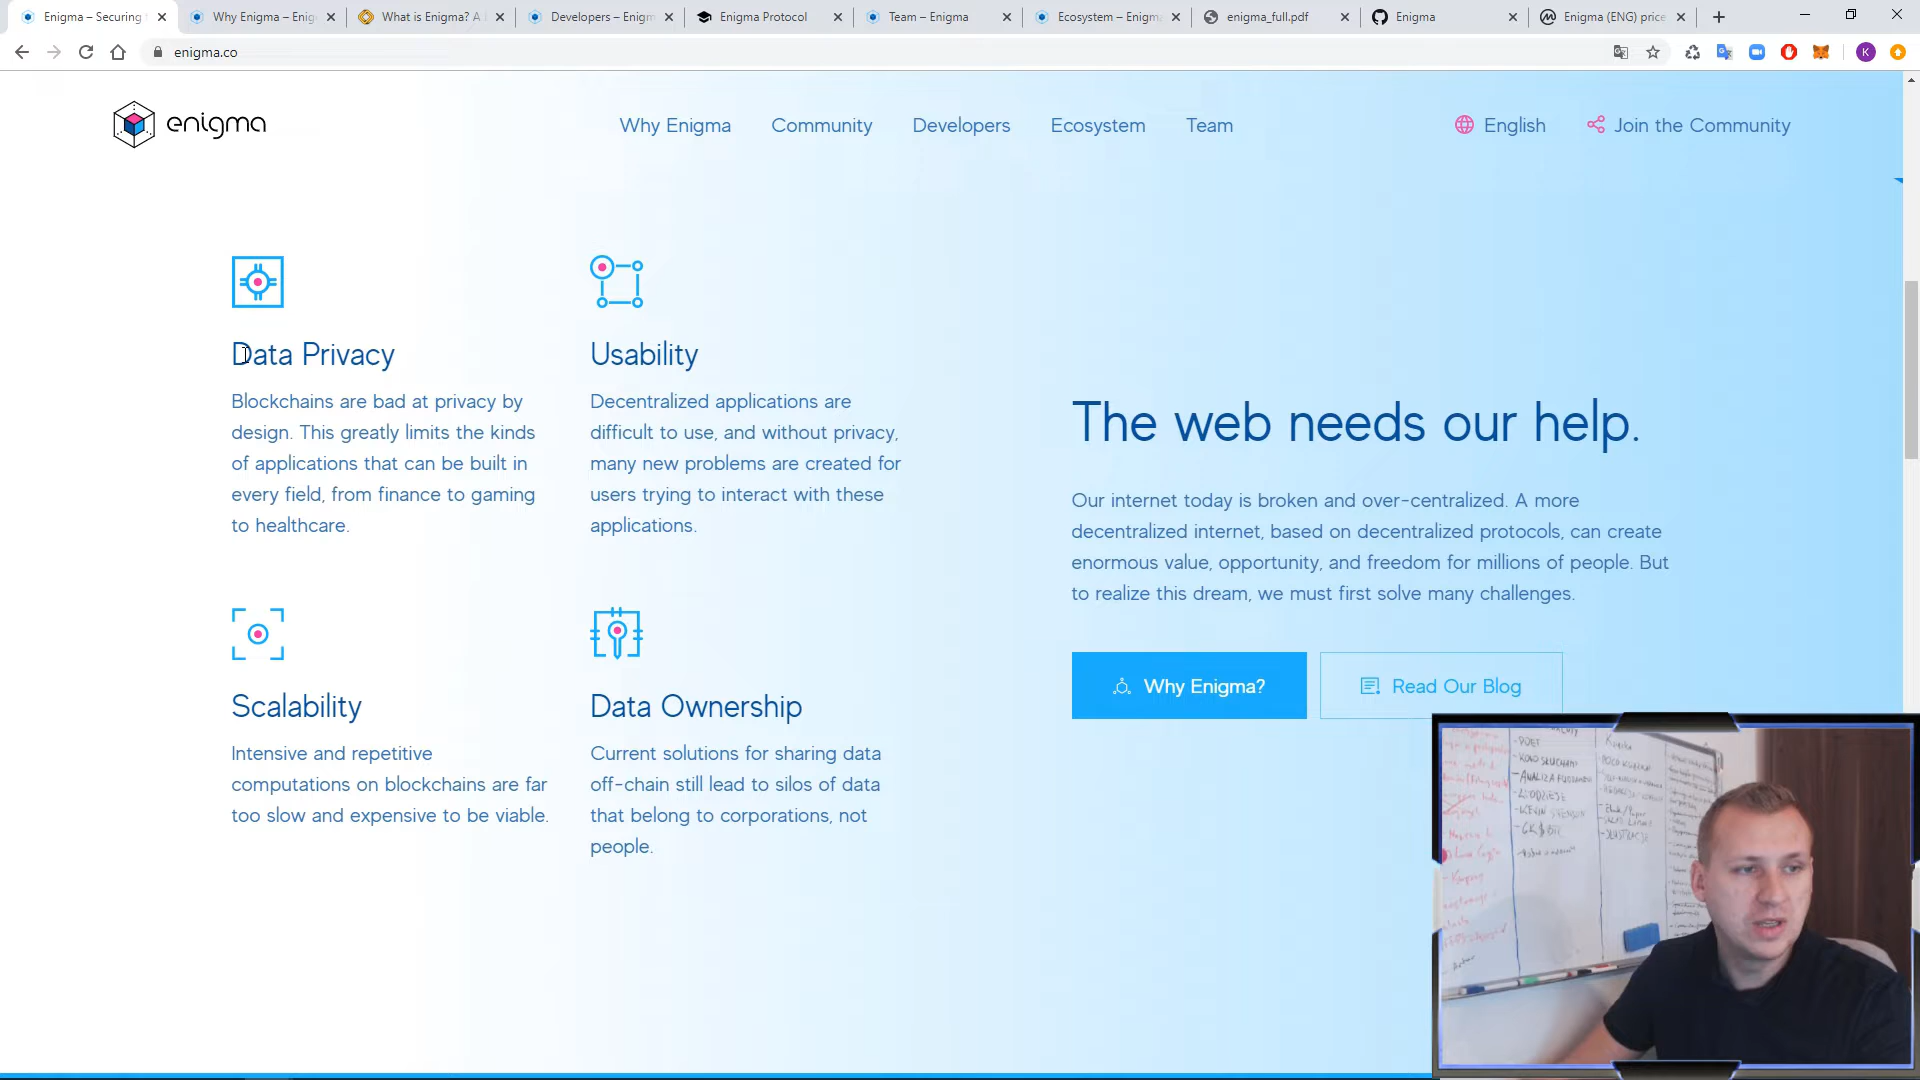 Enigma – Securing
Why Enigma – Enig
What is Enigma? A
Developers – Enigm
Enigma Protocol
Team – Enigma
Ecosystem – Enigma
enigma_full.pdf
Enigma
Enigma (ENG) price
enigma.co
K
enigma
Why Enigma
Community
Developers
Ecosystem
Team
English
Join the Community
Data Privacy
Blockchains are bad at privacy by
design. This greatly limits the kinds
of applications that can be built in
every field, from finance to gaming
to healthcare.
Usability
Decentralized applications are
difficult to use, and without privacy,
many new problems are created for
users trying to interact with these
applications.
Scalability
Intensive and repetitive
computations on blockchains are far
too slow and expensive to be viable.
Data Ownership
Current solutions for sharing data
off-chain still lead to silos of data
that belong to corporations, not
people.
The web needs our help.
Our internet today is broken and over-centralized. A more
decentralized internet, based on decentralized protocols, can create
enormous value, opportunity, and freedom for millions of people. But
to realize this dream, we must first solve many challenges.
Why Enigma?
Read Our Blog